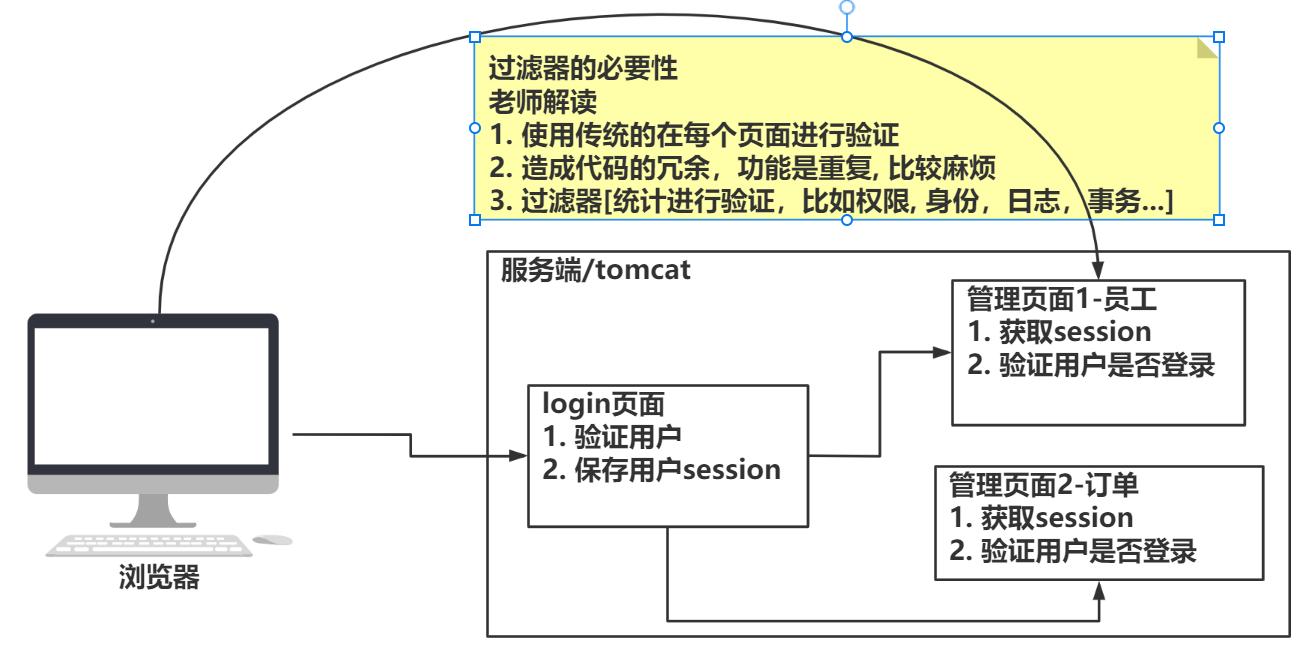 过滤器的必要性
老师解读
1. 使用传统的在每个页面进行验证
2. 造成代码的冗余，功能是重复, 比较麻烦
3. 过滤器[统计进行验证，比如权限, 身份，日志，事务...]
服务端/tomcat
管理页面1-员工
1. 获取session
2. 验证用户是否登录
login页面
1. 验证用户
2. 保存用户session
管理页面2-订单
1. 获取session
2. 验证用户是否登录
浏览器